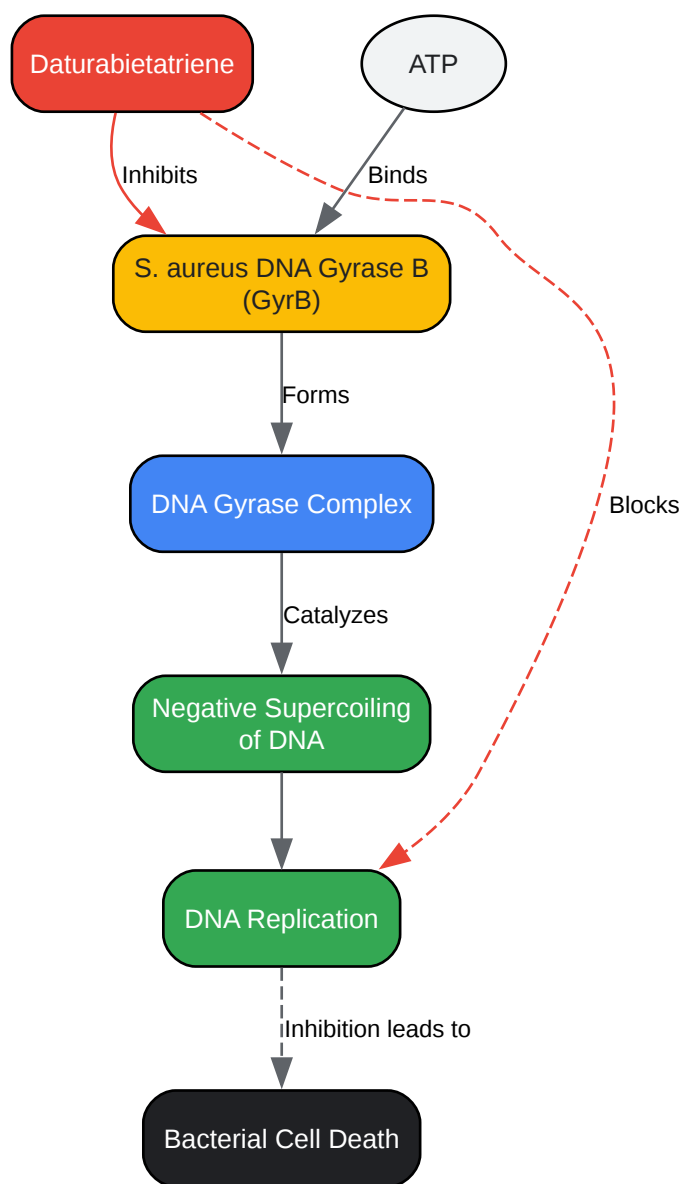 Daturabietatriene
ATP
Inhibits
Binds
S. aureus DNA Gyrase B
(GyrB)
Forms
DNA Gyrase Complex
Blocks
Catalyzes
Negative Supercoiling
of DNA
DNA Replication
Inhibition leads to
Bacterial Cell Death